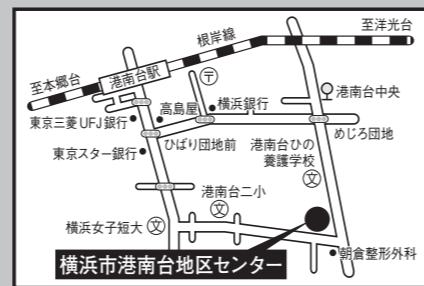 至洋光台
根岸線
港南台駅
至本郷台
〒
港南台中央
横浜銀行
高島屋
東京三菱UFJ銀行
めじろ団地
ひばり団地前
港南台ひの
養護学校
東京スター銀行
文
港南台二小
文
横浜女子短大
文
朝倉整形外科
横浜市港南台地区センター